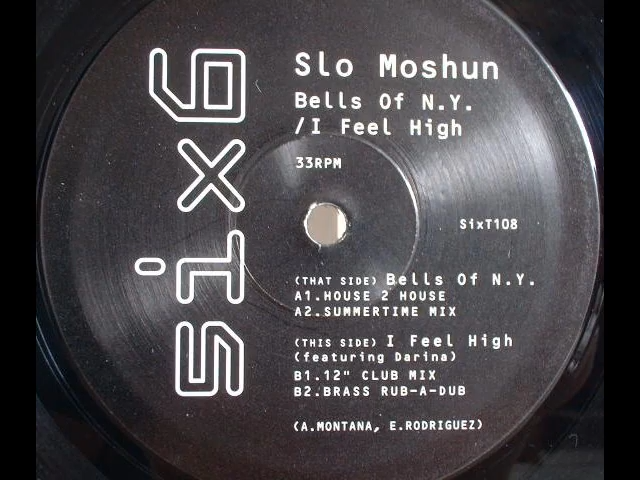 six6
Slo Moshun
Bells Of N.Y.
/I Feel High
33RPM
SixT108
(THAT SIDE) Bells Of N.Y.
A1.HOUSE 2 HOUSE
A2.SUMMERTIME MIX
(THIS SIDE) I Feel High
(featuring Darina)
B1.12" CLUB MIX
B2.BRASS RUB-A-DUB
(A.MONTANA, E.RODRIGUEZ)